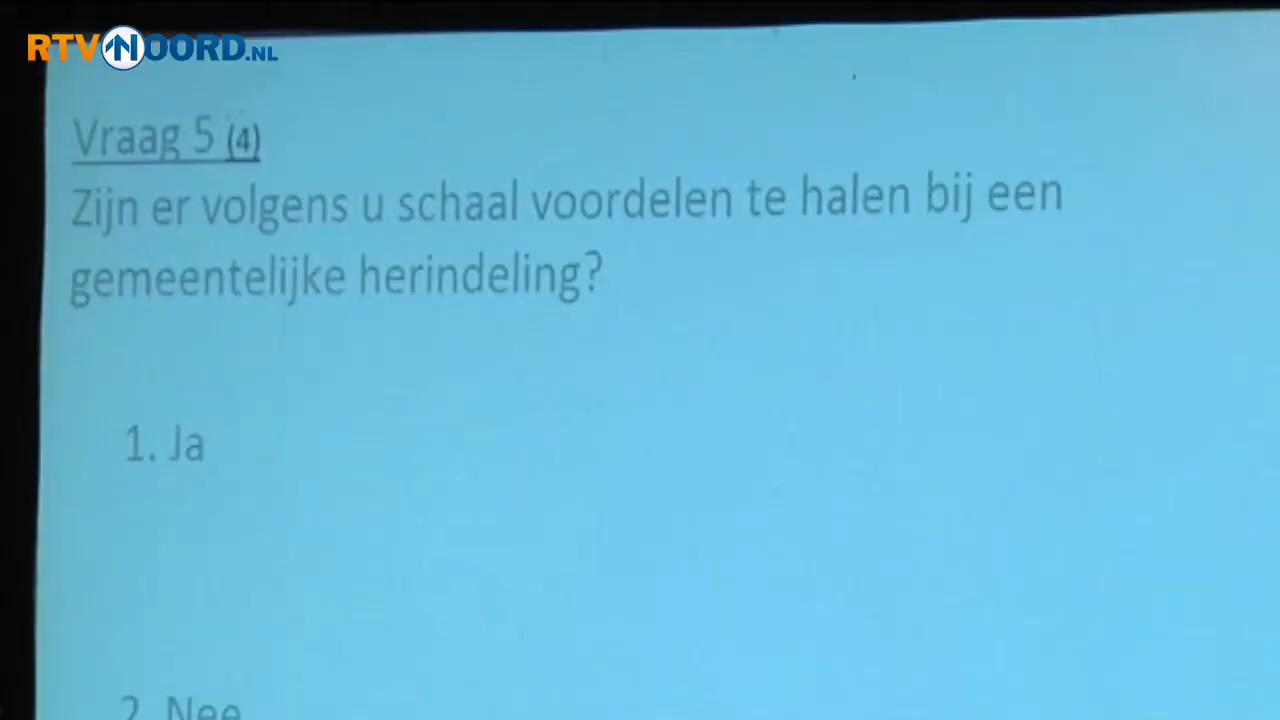 RTVNOORD.NL
Vraag 5 (4)
Zijn er volgens u schaal voordelen te halen bij een
gemeentelijke herindeling?
1. Ja
2. Nee